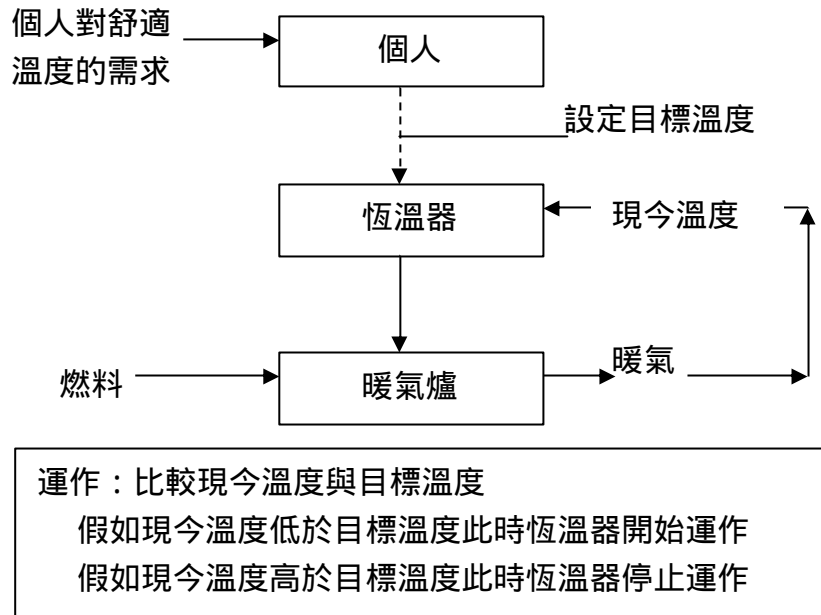 個人對舒適
溫度的需求
個人
設定目標溫度
恆溫器
現今溫度
燃料
暖氣爐
暖氣
運作：比較現今溫度與目標溫度
假如現今溫度低於目標溫度此時恆溫器開始運作
假如現今溫度高於目標溫度此時恆溫器停止運作